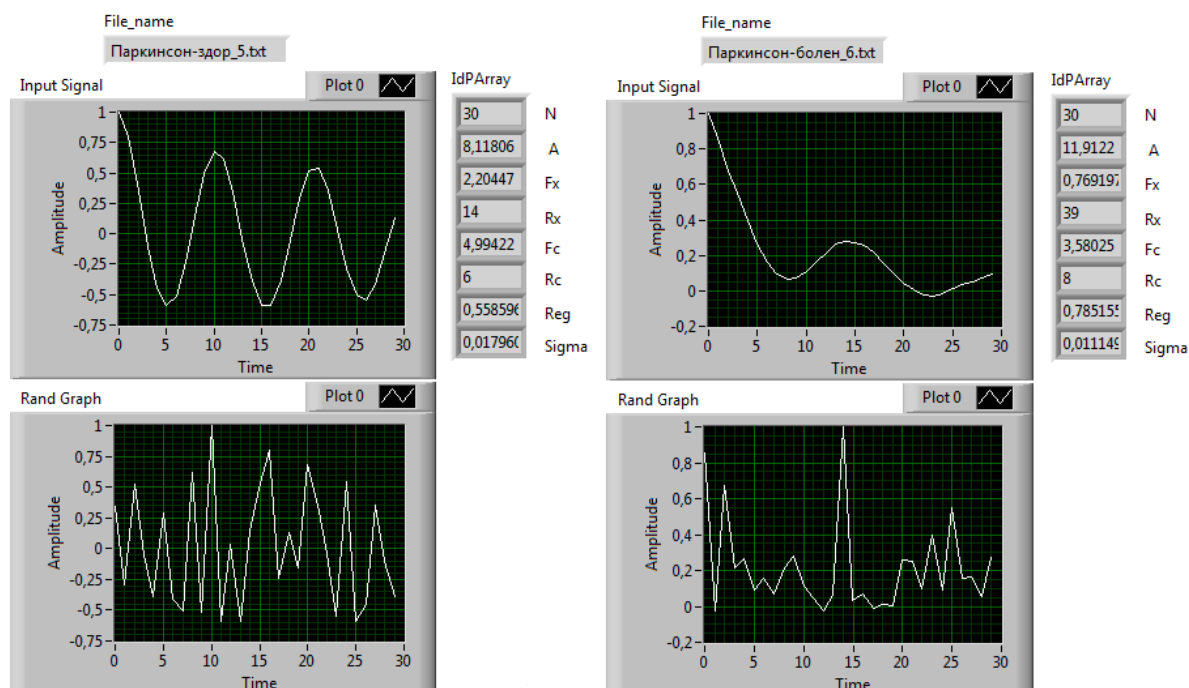 File_name
Паркинсон-здор_5.txt
Input Signal
Plot 0
Amplitude
1
0,75
0,5
0,25
0
-0,25
-0,5
-0,75
0 5 10 15 20 25 30
Time
IdPArray
30 N
8,11806 A
2,20447 Fx
14 Rx
4,99422 Fc
6 Rc
0,55859 Reg
0,01796 Sigma
Rand Graph
Plot 0
Amplitude
1
0,75
0,5
0,25
0
-0,25
-0,5
-0,75
0 5 10 15 20 25 30
Time
File_name
Паркинсон-болен_6.txt
Input Signal
Plot 0
Amplitude
1
0,8
0,6
0,4
0,2
0
-0,2
0 5 10 15 20 25 30
Time
IdPArray
30 N
11,9122 A
0,769197 Fx
39 Rx
3,58025 Fc
8 Rc
0,78515 Reg
0,01114 Sigma
Rand Graph
Plot 0
Amplitude
1
0,8
0,6
0,4
0,2
0
-0,2
0 5 10 15 20 25 30
Time